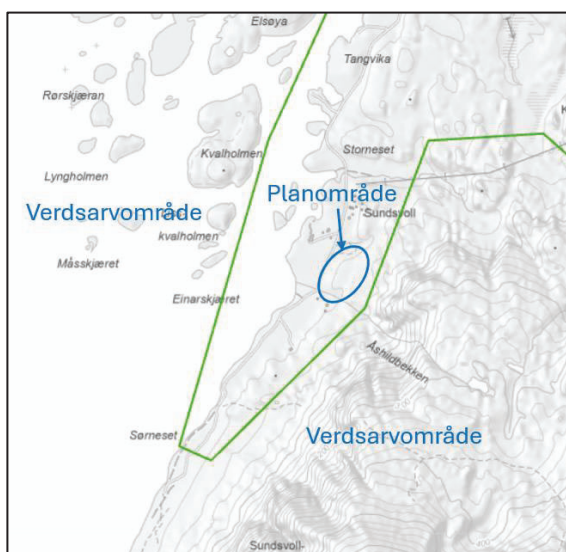 Elsøya
Tangvika
Rørskjæran
Kvalholmen
Storneset
Lyngholmen
Planområde
Verdsarvområde
Sundsvoll
kvalholmen
Måsskjæret
Einarskjæret
Åshildbekken
Sørneset
Verdsarvområde
Sundsvoll-